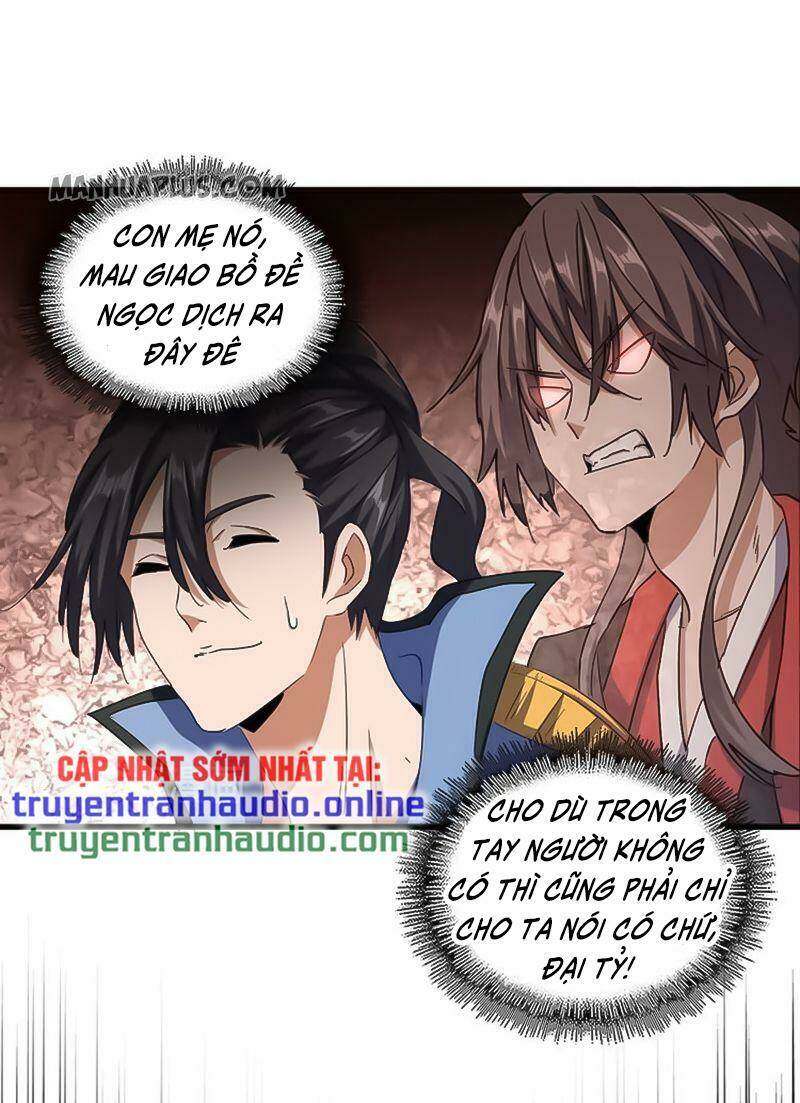 MANHUAPLUS.COM
CON MẸ NÓ,
MAU GIAO BỒ ĐỀ
NGỌC DỊCH RA
ĐÂY ĐÊ
CẬP NHẬT SỚM NHẤT TẠI:
truyentranhaudio.online
truyentranhaudio.com
CHO DÙ TRONG
TAY NGƯỜI KHÔNG
CÓ THÌ CŨNG PHẢI CHỈ
CHO TA NÓI CÓ CHỨ,
ĐẠI TỶ!